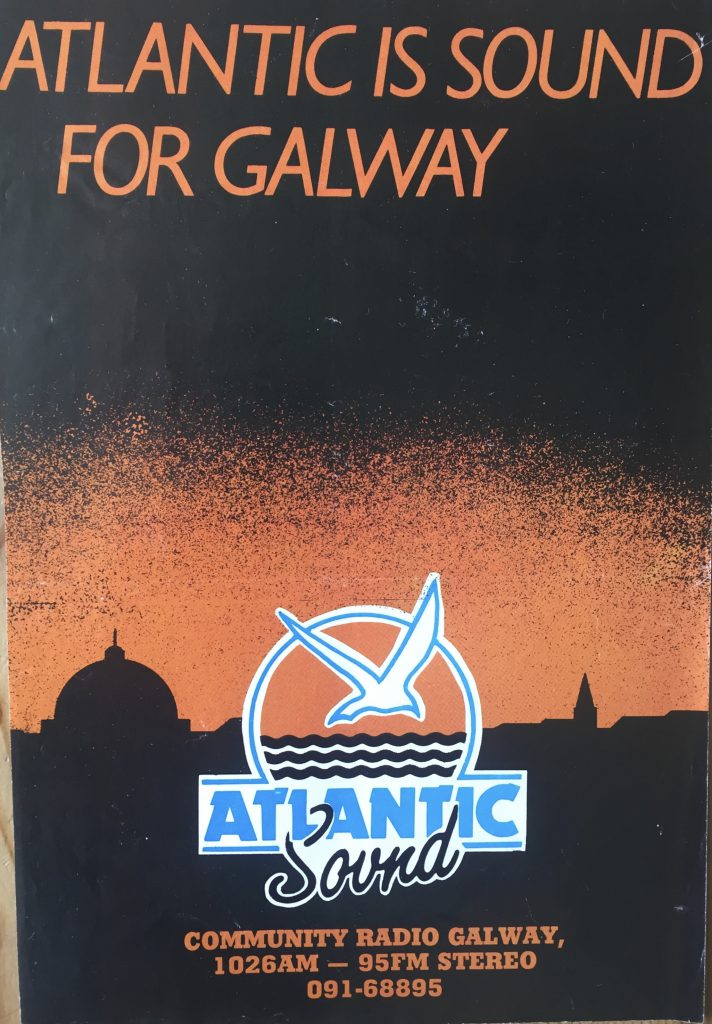 ATLANTIC IS SOUND
FOR GALWAY
ATLANTIC
Sound
COMMUNITY RADIO GALWAY,
1026AM — 95FM STEREO
091-68895